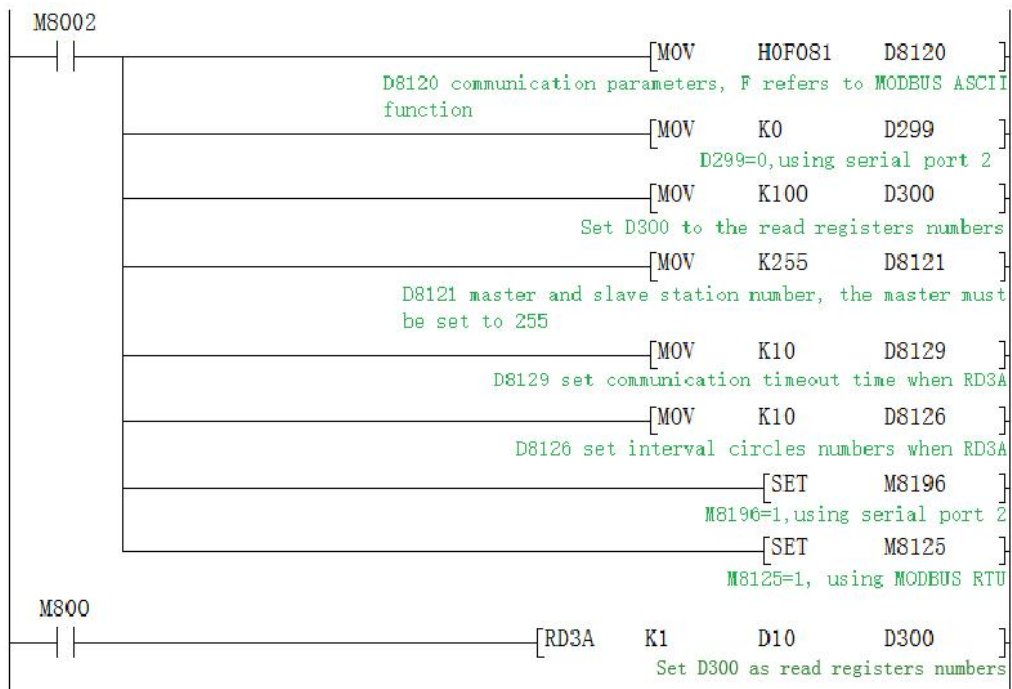 M8002
[MOV H0F081 D8120 ]
D8120 communication parameters, F refers to MODBUS ASCII
function
[MOV K0 D299 ]
D299=0,using serial port 2
[MOV K100 D300 ]
Set D300 to the read registers numbers
[MOV K255 D8121 ]
D8121 master and slave station number, the master must
be set to 255
[MOV K10 D8129 ]
D8129 set communication timeout time when RD3A
[MOV K10 D8126 ]
D8126 set interval circles numbers when RD3A
[SET M8196 ]
M8196=1,using serial port 2
[SET M8125 ]
M8125=1, using MODBUS RTU
M800
[RD3A K1 D10 D300 ]
Set D300 as read registers numbers